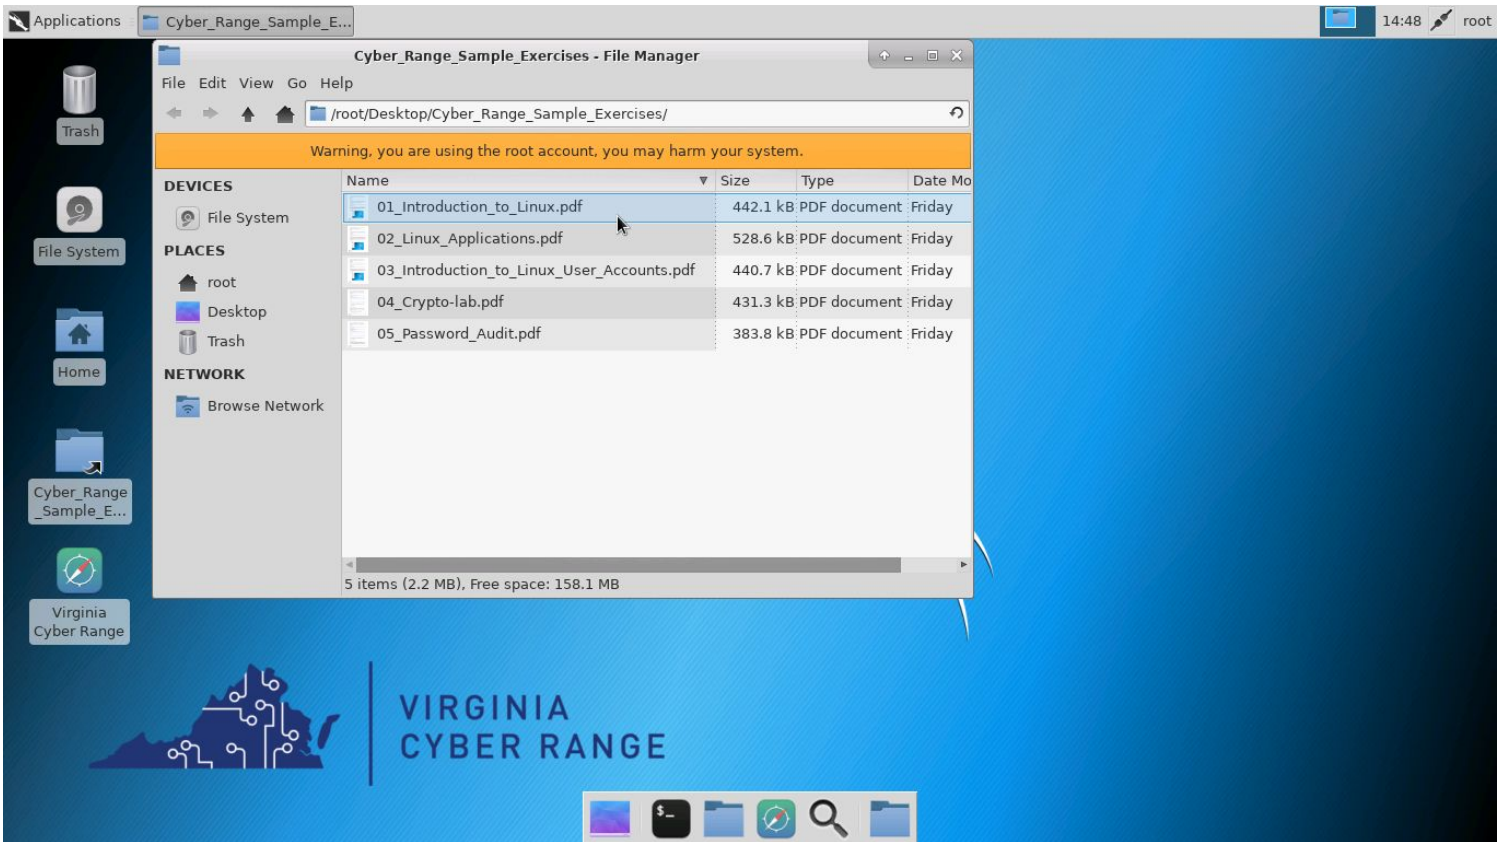 Applications
Cyber_Range_Sample_E...
14:48
root
Cyber_Range_Sample_Exercises - File Manager
File Edit View Go Help
/root/Desktop/Cyber_Range_Sample_Exercises/
Warning, you are using the root account, you may harm your system.
DEVICES
File System
PLACES
root
Desktop
Trash
NETWORK
Browse Network
Name Size Type Date Mo
01_Introduction_to_Linux.pdf 442.1 kB PDF document Friday
02_Linux_Applications.pdf 528.6 kB PDF document Friday
03_Introduction_to_Linux_User_Accounts.pdf 440.7 kB PDF document Friday
04_Crypto-lab.pdf 431.3 kB PDF document Friday
05_Password_Audit.pdf 383.8 kB PDF document Friday
5 items (2.2 MB), Free space: 158.1 MB
Trash
File System
Home
Cyber_Range
_Sample_E...
Virginia
Cyber Range
VIRGINIA
CYBER RANGE
$_